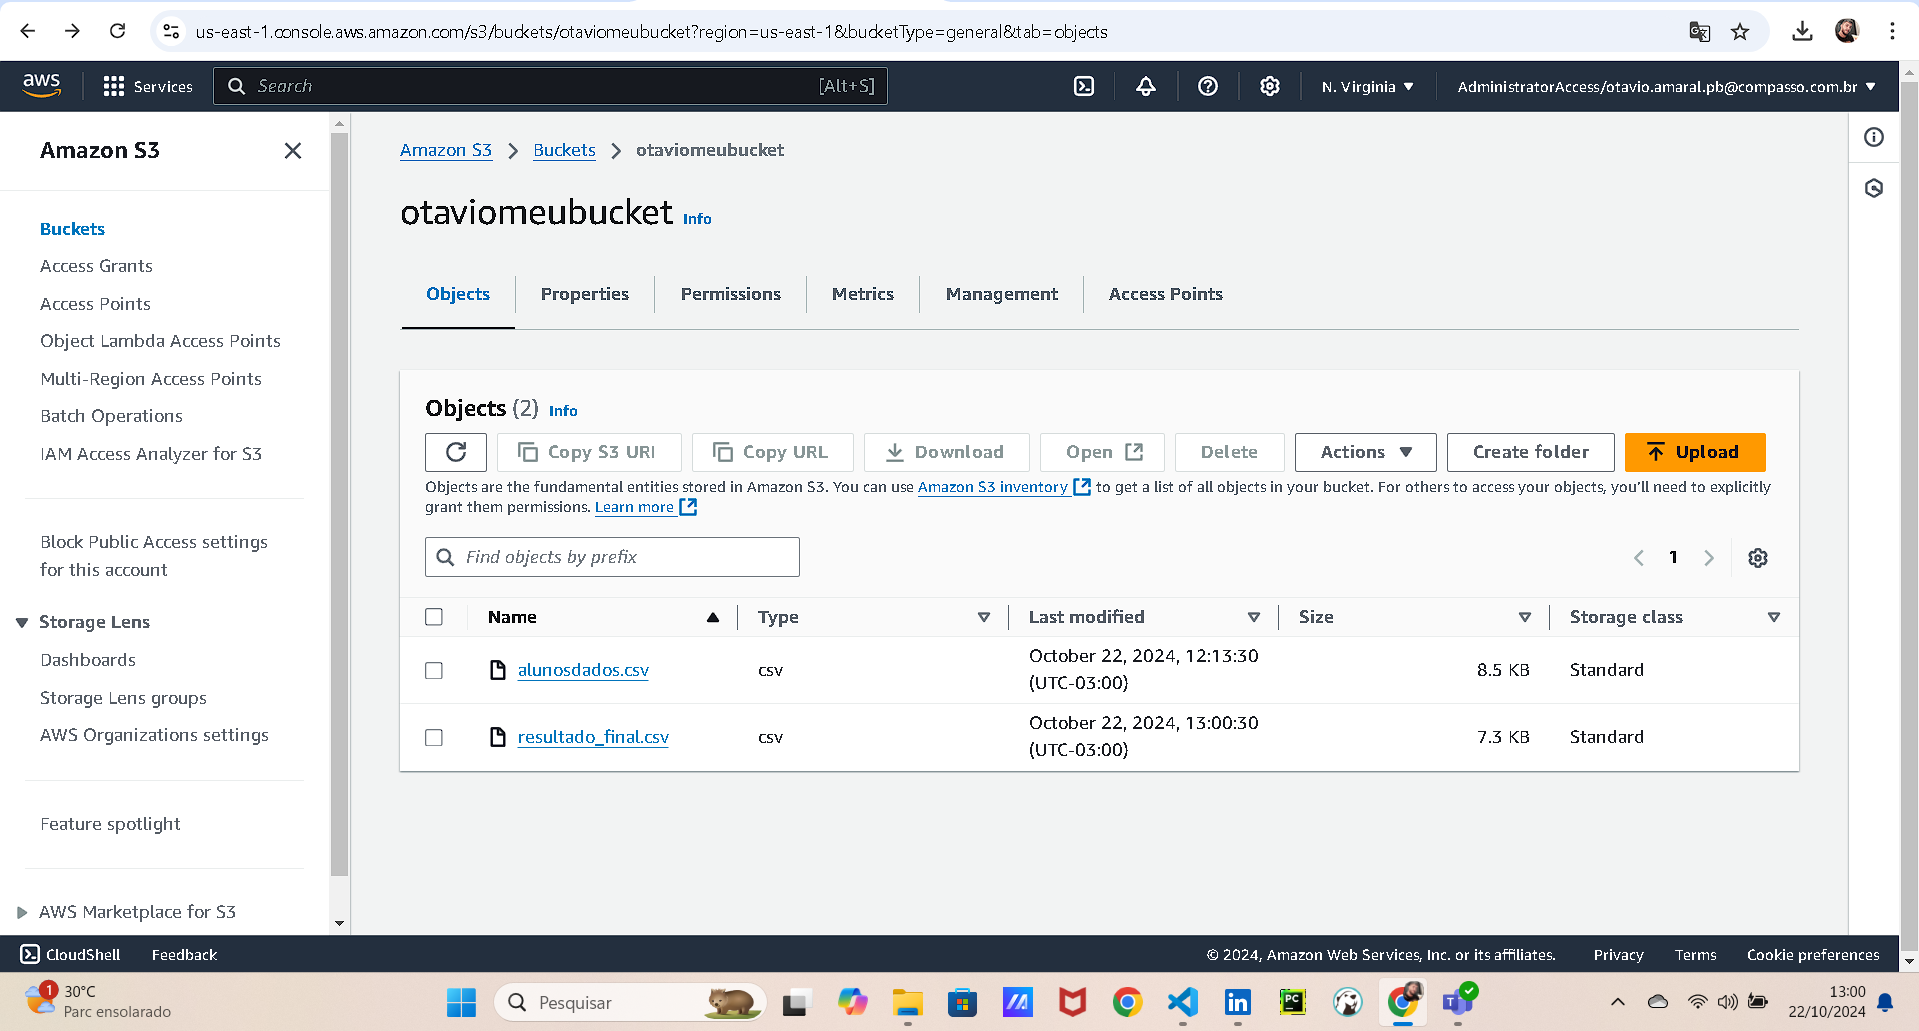 us-east-1.console.aws.amazon.com/s3/buckets/otaviomeubucket?region=us-east-1&bucketType=general&tab=objects
aws
Services
Search
[Alt+S]
N. Virginia
AdministratorAccess/otavio.amaral.pb@compasso.com.br
Amazon S3
Buckets
Access Grants
Access Points
Object Lambda Access Points
Multi-Region Access Points
Batch Operations
IAM Access Analyzer for S3
Block Public Access settings
for this account
Storage Lens
Dashboards
Storage Lens groups
AWS Organizations settings
Feature spotlight
AWS Marketplace for S3
Amazon S3 Buckets otaviomeubucket
otaviomeubucket Info
Objects Properties Permissions Metrics Management Access Points
Objects (2) Info
Copy S3 URI Copy URL Download Open Delete Actions Create folder Upload
Objects are the fundamental entities stored in Amazon S3. You can use Amazon S3 inventory to get a list of all objects in your bucket. For others to access your objects, you'll need to explicitly
grant them permissions. Learn more
Find objects by prefix
1
Name Type Last modified Size Storage class
alunosdados.csv csv October 22, 2024, 12:13:30 (UTC-03:00) 8.5 KB Standard
resultado_final.csv csv October 22, 2024, 13:00:30 (UTC-03:00) 7.3 KB Standard
CloudShell Feedback © 2024, Amazon Web Services, Inc. or its affiliates. Privacy Terms Cookie preferences
1
30°C
Parc ensolarado
Pesquisar
PC
T
13:00
22/10/2024